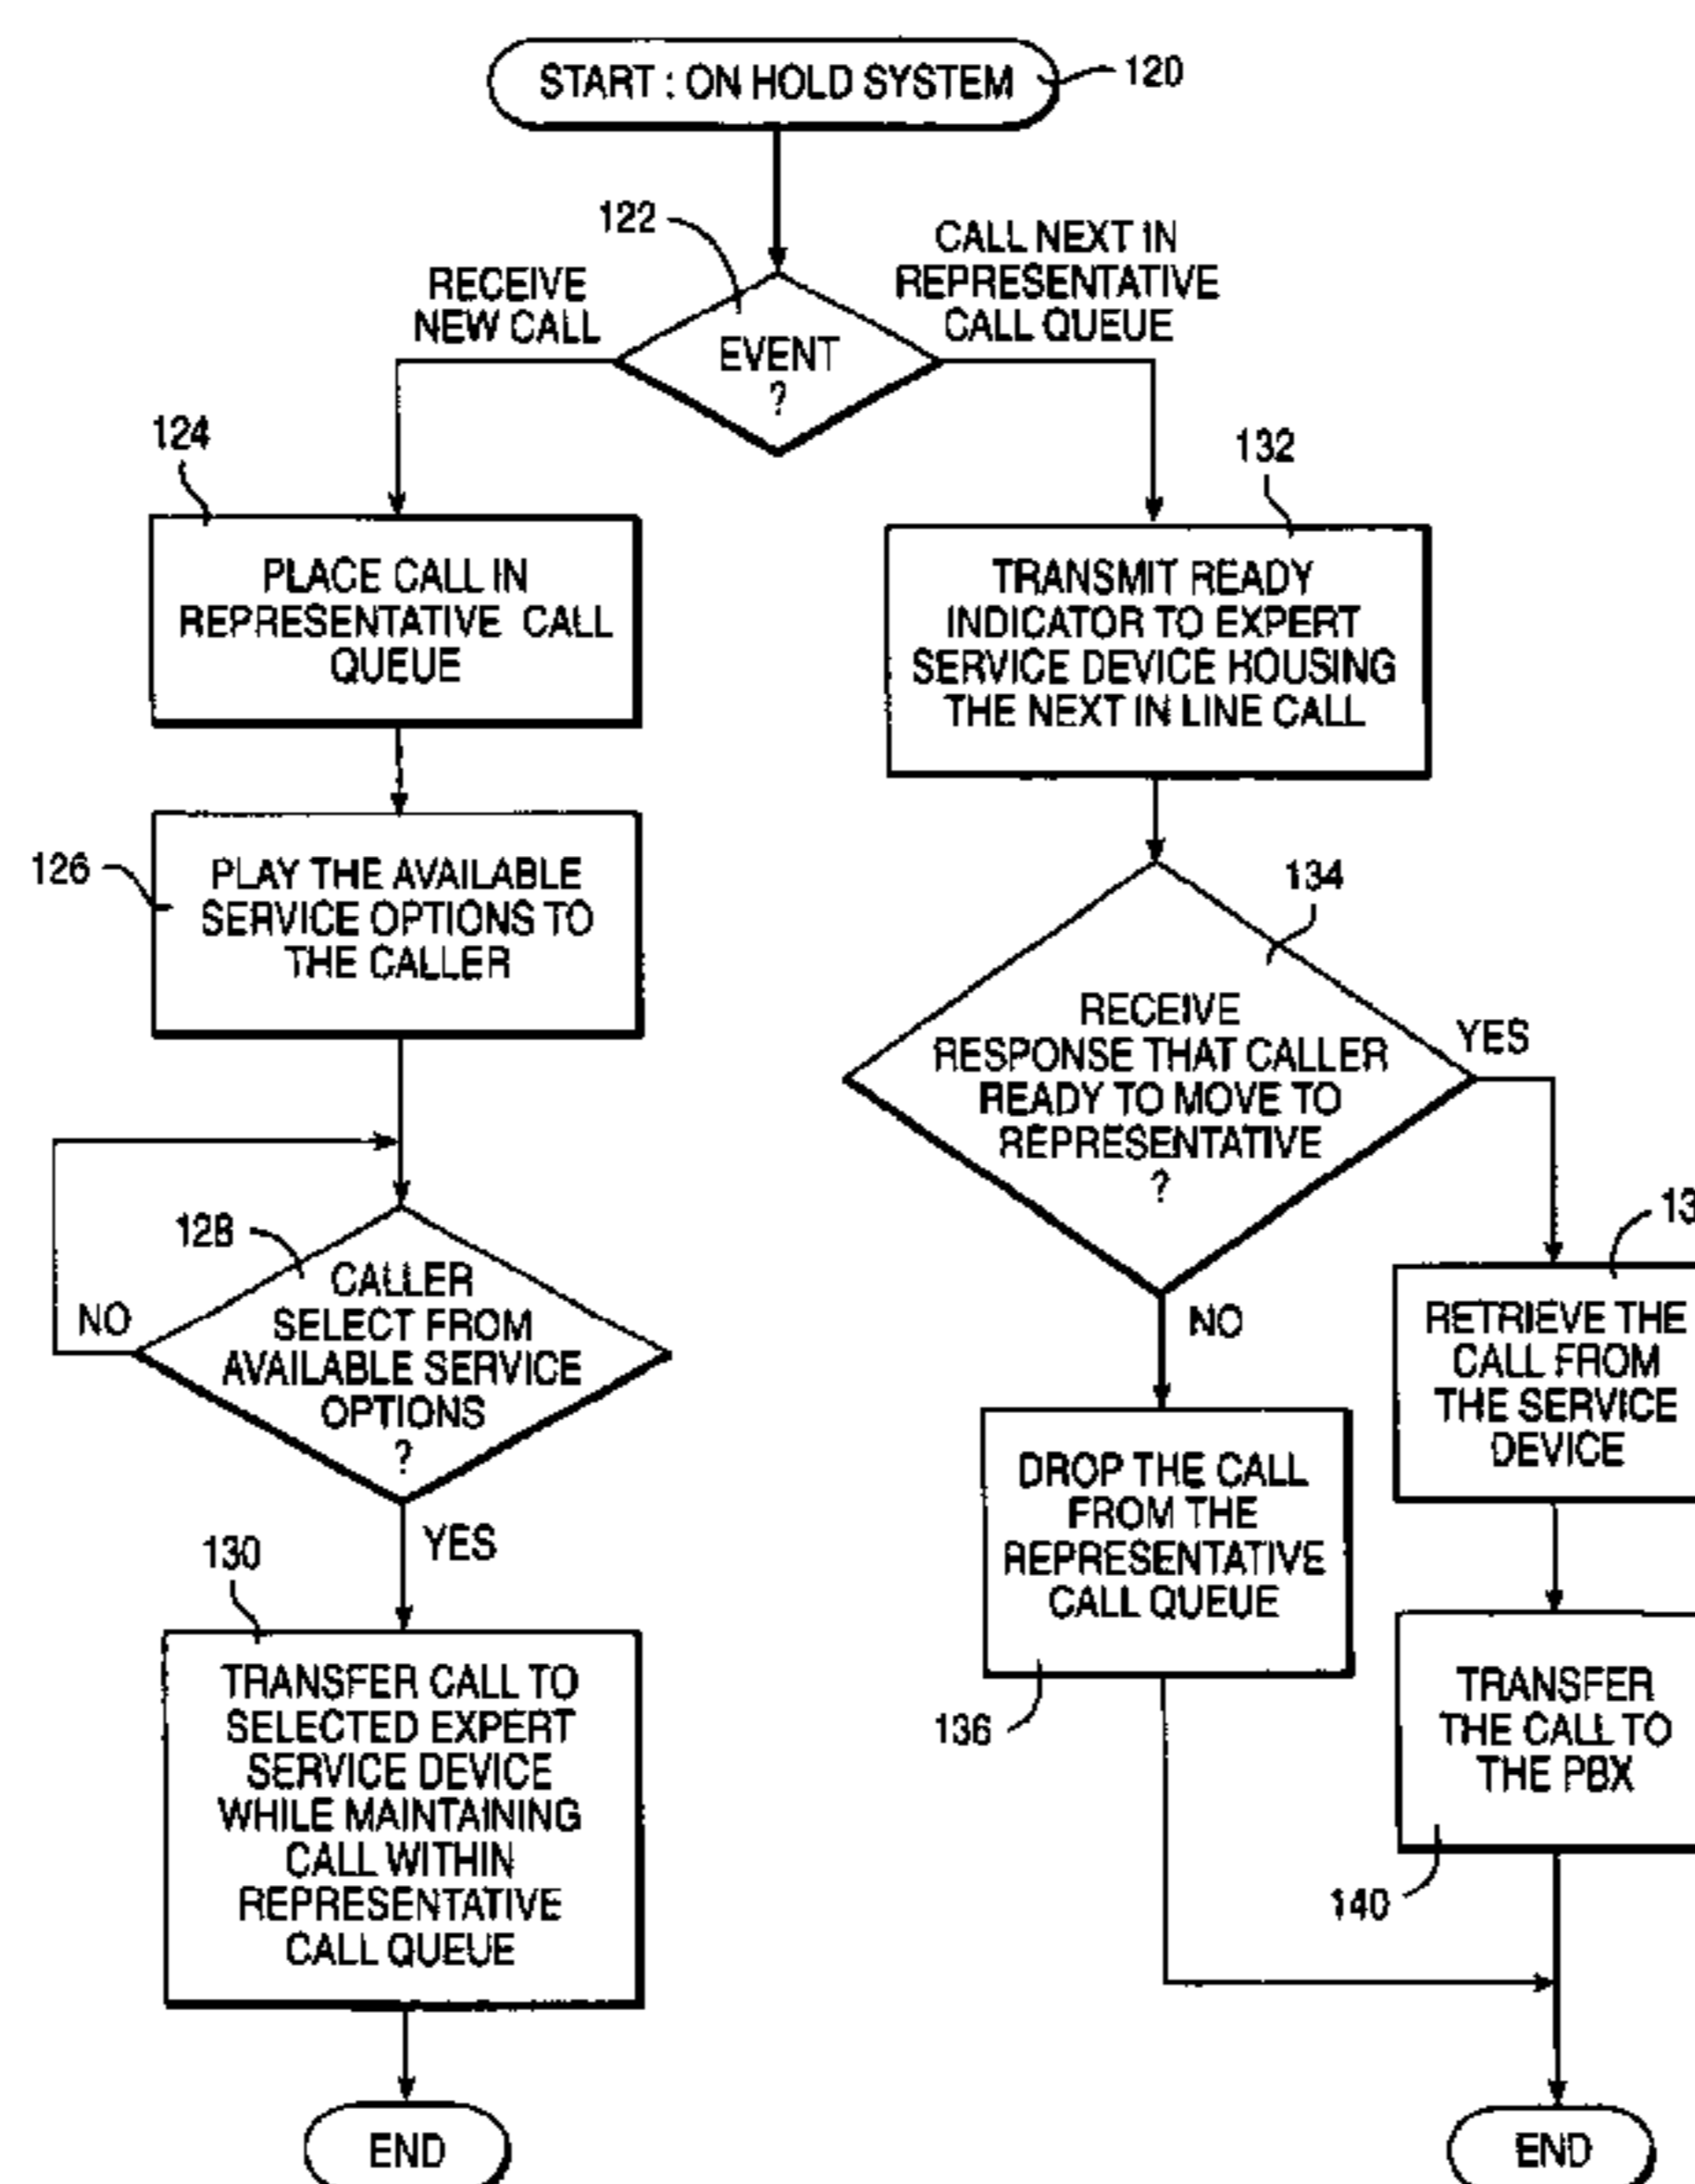 START : ON HOLD SYSTEM
120
122
EVENT
?
RECEIVE
NEW CALL
CALL NEXT IN
REPRESENTATIVE
CALL QUEUE
124
PLACE CALL IN
REPRESENTATIVE CALL
QUEUE
126
PLAY THE AVAILABLE
SERVICE OPTIONS TO
THE CALLER
128
CALLER
SELECT FROM
AVAILABLE SERVICE
OPTIONS
?
NO
YES
130
TRANSFER CALL TO
SELECTED EXPERT
SERVICE DEVICE
WHILE MAINTAINING
CALL WITHIN
REPRESENTATIVE
CALL QUEUE
END
132
TRANSMIT READY
INDICATOR TO EXPERT
SERVICE DEVICE HOUSING
THE NEXT IN LINE CALL
134
RECEIVE
RESPONSE THAT CALLER
READY TO MOVE TO
REPRESENTATIVE
?
YES
NO
DROP THE CALL
FROM THE
REPRESENTATIVE
CALL QUEUE
136
RETRIEVE THE
CALL FROM
THE SERVICE
DEVICE
TRANSFER
THE CALL TO
THE PBX
140
END